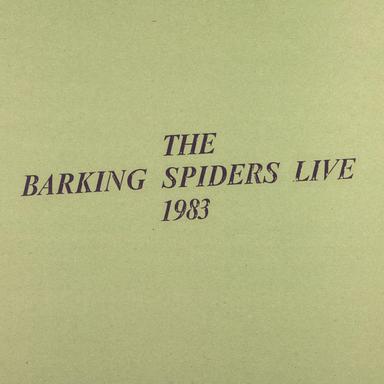 THE
BARKING SPIDERS LIVE
1983